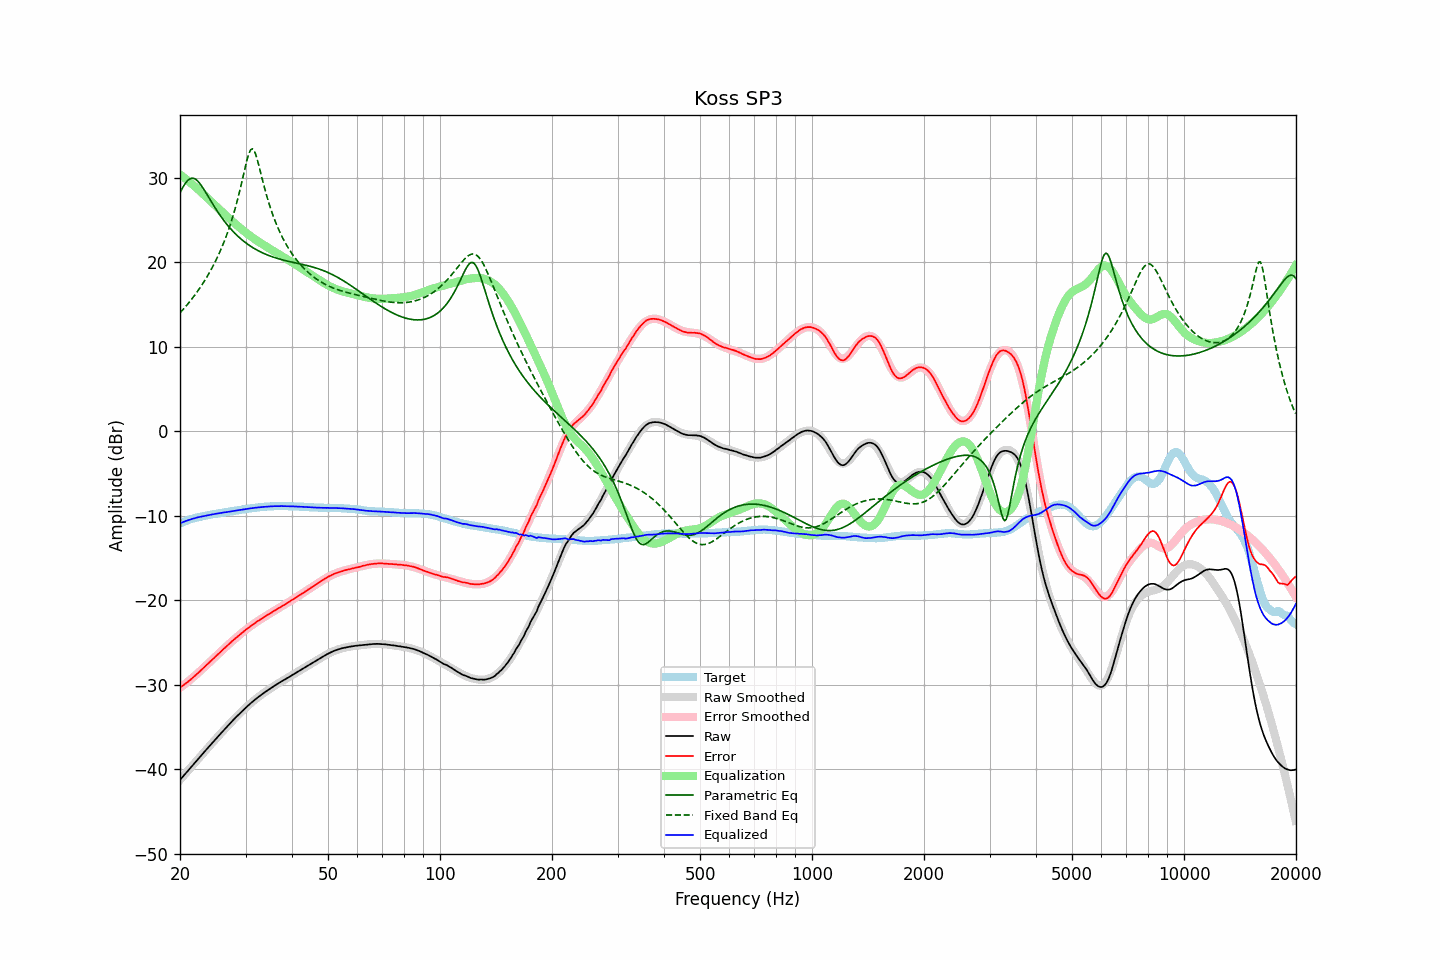 Koss SP3
Amplitude (dBr)
30
20
10
0
−10
−20
−30
−40
−50
Target
Raw Smoothed
Error Smoothed
Raw
Error
Equalization
Parametric Eq
Fixed Band Eq
Equalized
20 50 100 200 500 1000 2000 5000 10000 20000
Frequency (Hz)